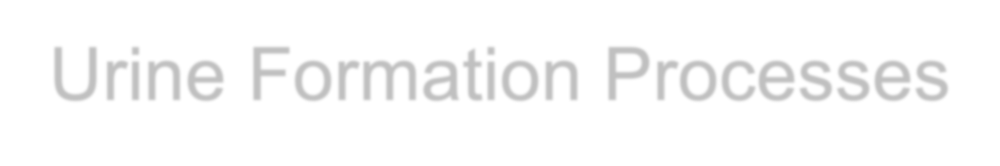 Urine Formation Processes